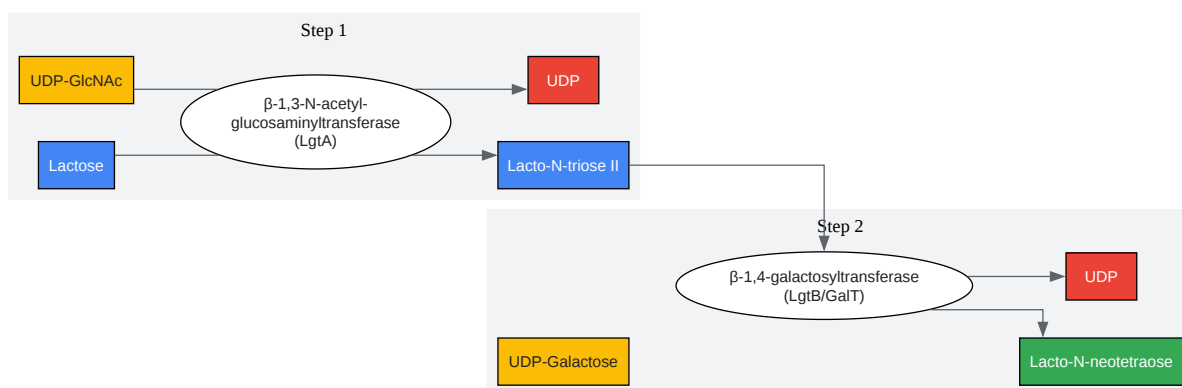 Step 1
UDP-GlcNAc
UDP
β-1,3-N-acetyl-
glucosaminyltransferase
(LgtA)
Lactose
Lacto-N-triose II
Step 2
β-1,4-galactosyltransferase
(LgtB/GalT)
UDP
UDP-Galactose
Lacto-N-neotetraose